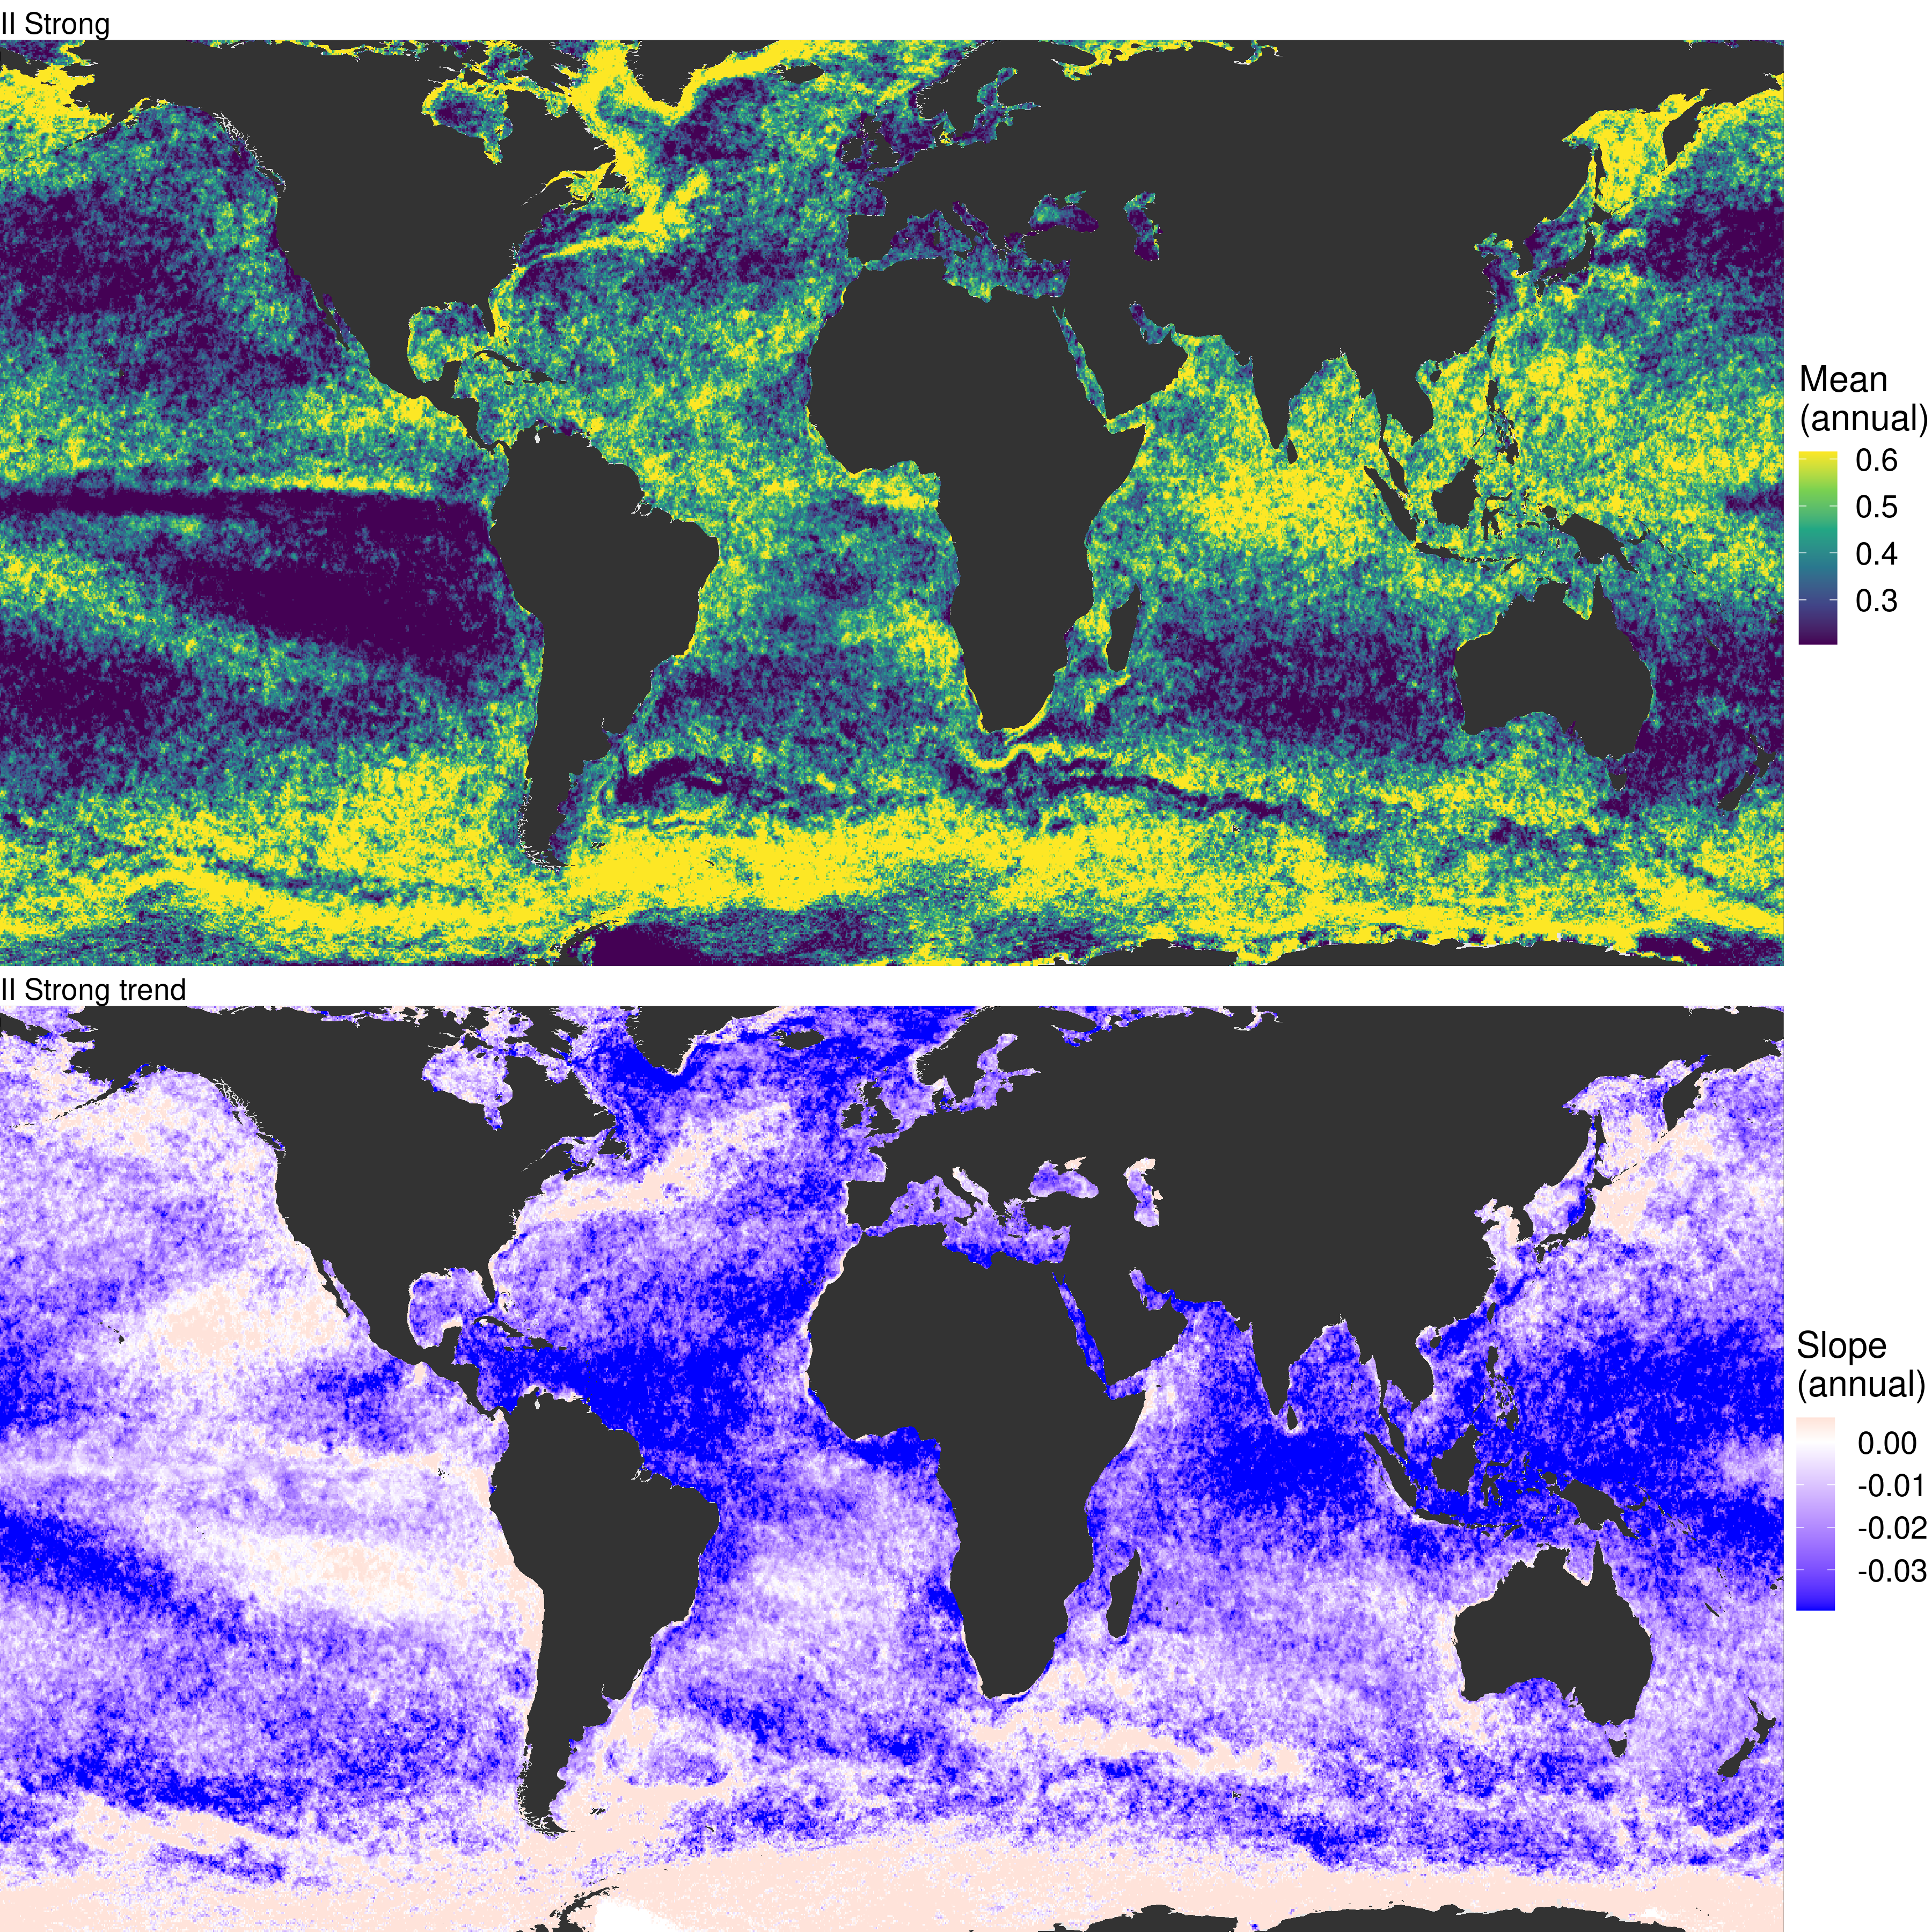 II Strong
Mean
(annual)
0.6
0.5
0.4
0.3
II Strong trend
Slope
(annual)
0.00
-0.01
-0.02
-0.03